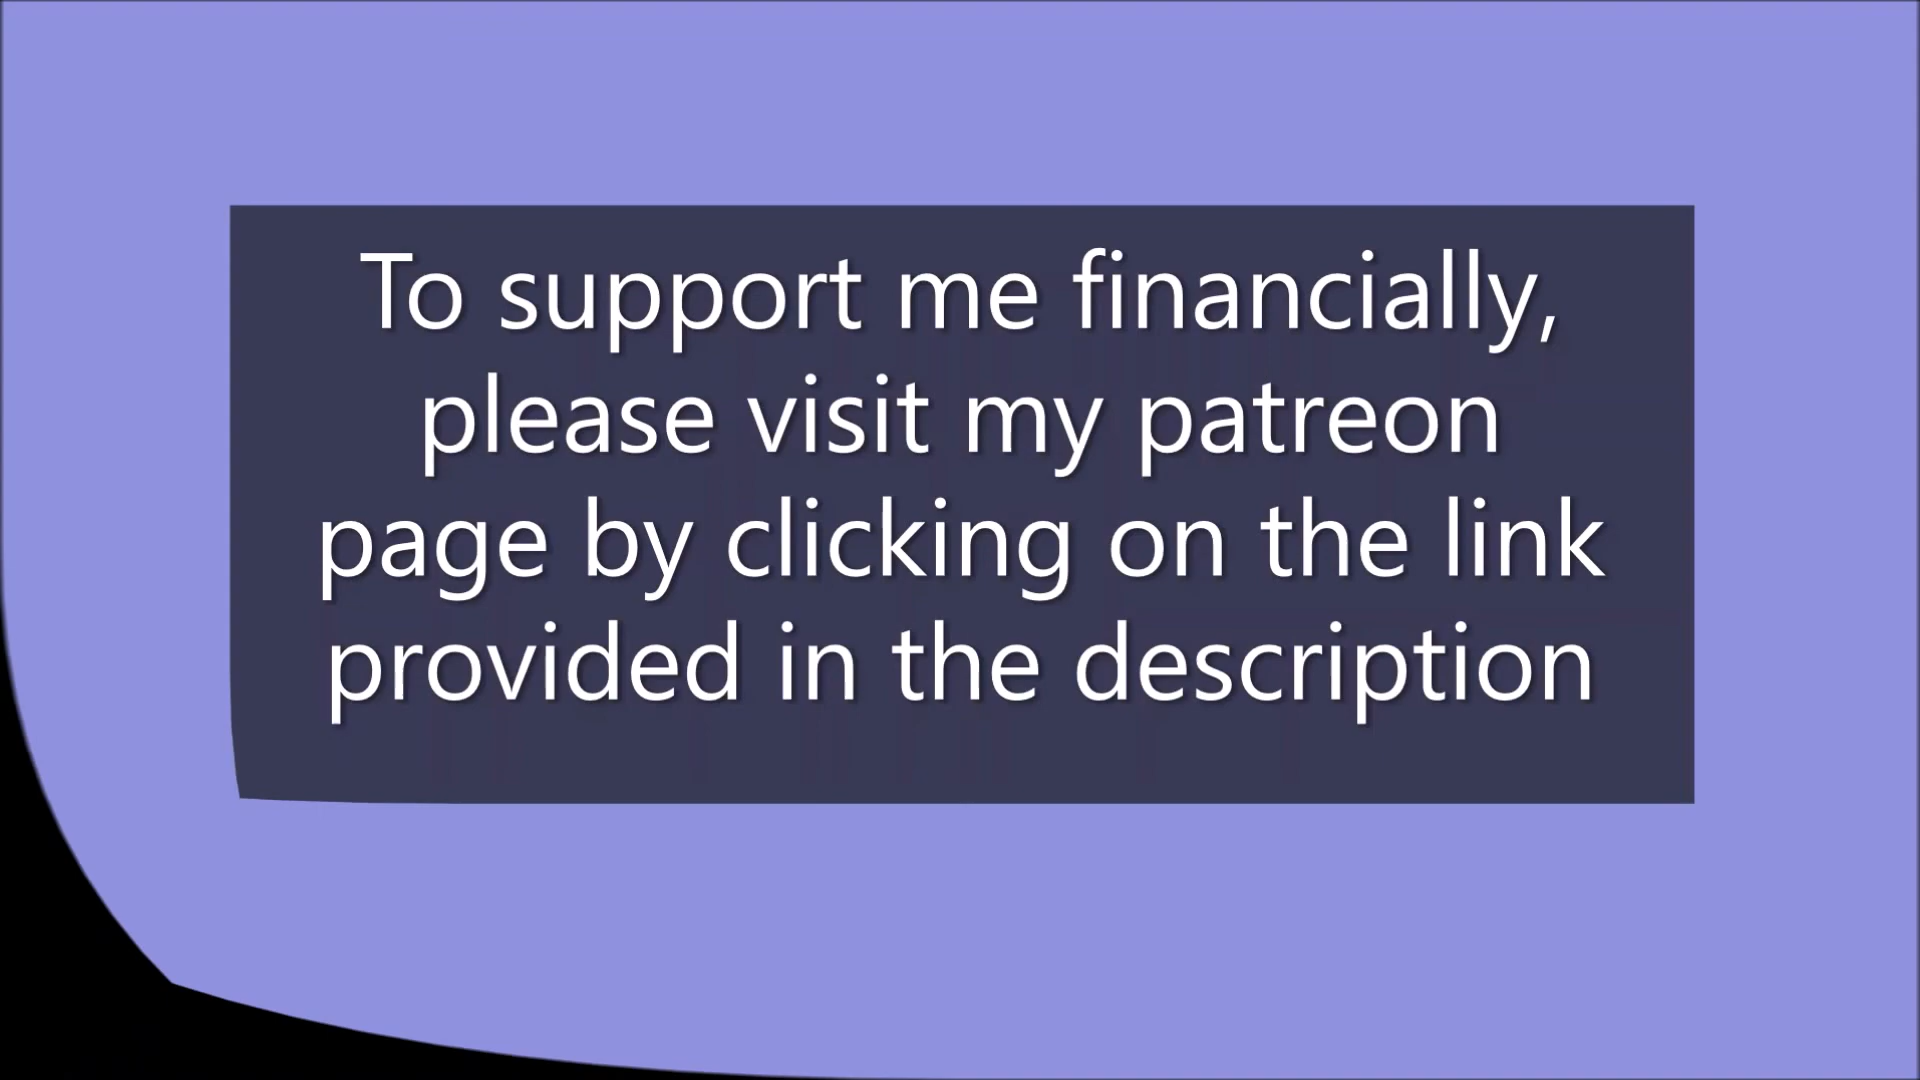 To support me financially,
please visit my patreon
page by clicking on the link
provided in the description